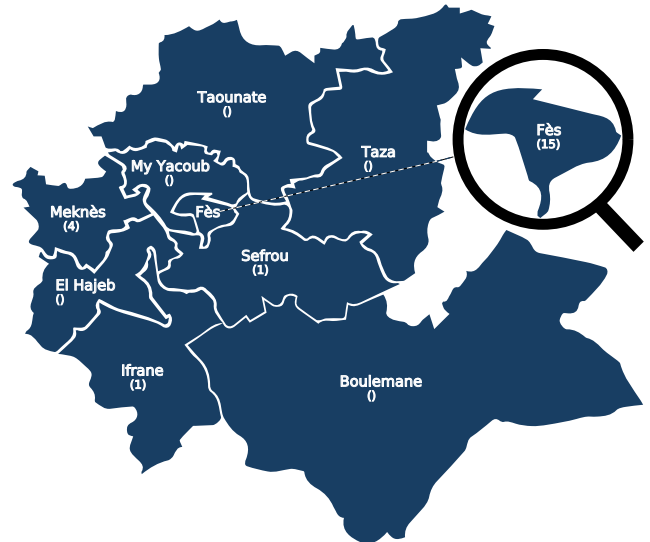 Taounate
()
Fès
(15)
Taza
()
My Yacoub
()
Meknès
(4)
Fès
Sefrou
(1)
El Hajeb
()
Ifrane
(1)
Boulemane
()